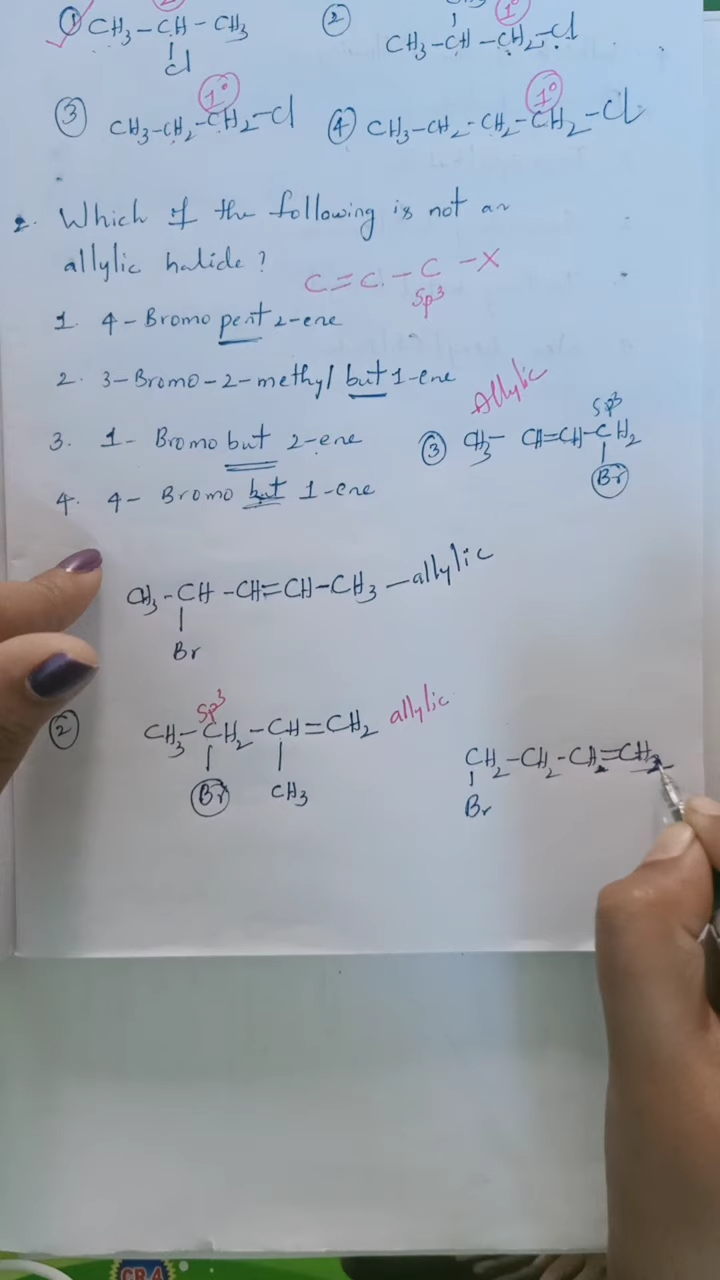 ① CH₃-CH-CH₃
Cl
②
CH₃-CH-CH₂-Cl
1°
③ CH₃-CH₂-CH₂-Cl
1°
④ CH₃-CH₂-CH₂-CH₂-Cl
1°
2. Which of the following is not an
allylic halide?
C=C-C-X
Sp³
1. 4-Bromo pent 2-ene
2. 3-Bromo-2-methyl but 1-ene
3. 1-Bromo but 2-ene
4. 4-Bromo but 1-ene
Allylic
Sp³
③ CH₃- CH=CH-CH₂
Br
CH₃-CH-CH=CH-CH₃-allylic
Br
Sp³
② CH₃-CH₂-CH=CH₂ allylic
Br CH₃
CH₂-CH₂-CH=CH₂
Br
CBA